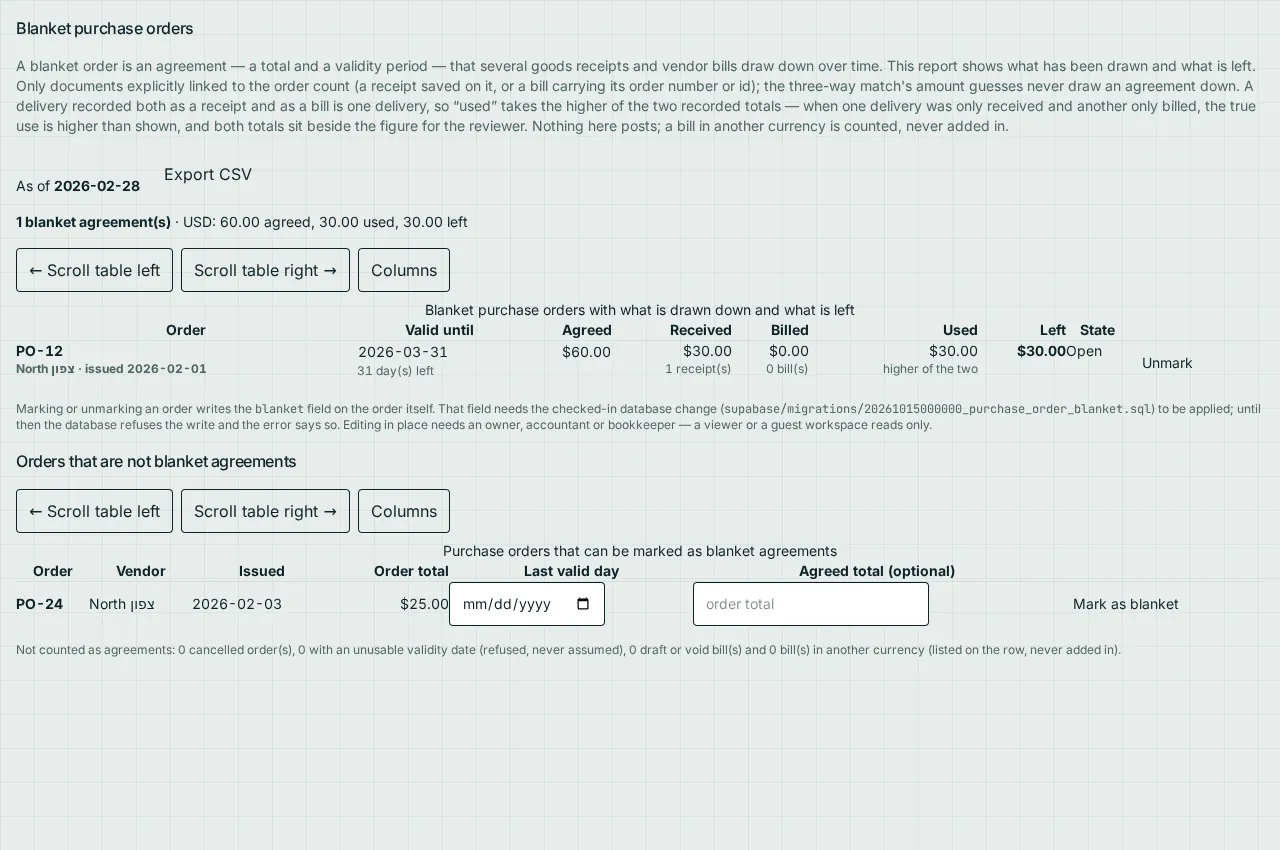 Blanket purchase orders
A blanket order is an agreement — a total and a validity period — that several goods receipts and vendor bills draw down over time. This report shows what has been drawn and what is left.
Only documents explicitly linked to the order count (a receipt saved on it, or a bill carrying its order number or id); the three-way match's amount guesses never draw an agreement down. A
delivery recorded both as a receipt and as a bill is one delivery, so “used” takes the higher of the two recorded totals — when one delivery was only received and another only billed, the true
use is higher than shown, and both totals sit beside the figure for the reviewer. Nothing here posts; a bill in another currency is counted, never added in.
As of 2026-02-28 Export CSV
1 blanket agreement(s) · USD: 60.00 agreed, 30.00 used, 30.00 left
← Scroll table left Scroll table right → Columns
Blanket purchase orders with what is drawn down and what is left
Order Valid until Agreed Received Billed Used Left State
PO-12 2026-03-31 $60.00 $30.00 $0.00 $30.00 $30.00 Open Unmark
North צפון · issued 2026-02-01 31 day(s) left 1 receipt(s) 0 bill(s) higher of the two
Marking or unmarking an order writes the blanket field on the order itself. That field needs the checked-in database change (supabase/migrations/20261015000000_purchase_order_blanket.sql) to be applied; until
then the database refuses the write and the error says so. Editing in place needs an owner, accountant or bookkeeper — a viewer or a guest workspace reads only.
Orders that are not blanket agreements
← Scroll table left Scroll table right → Columns
Purchase orders that can be marked as blanket agreements
Order Vendor Issued Order total Last valid day Agreed total (optional)
PO-24 North צפון 2026-02-03 $25.00 mm/dd/yyyy order total Mark as blanket
Not counted as agreements: 0 cancelled order(s), 0 with an unusable validity date (refused, never assumed), 0 draft or void bill(s) and 0 bill(s) in another currency (listed on the row, never added in).